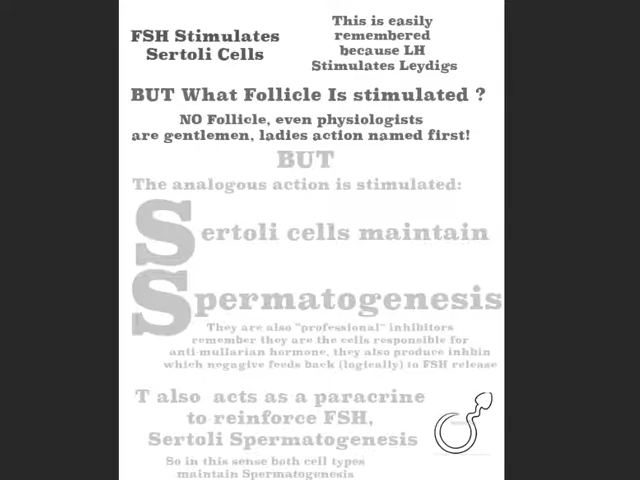 FSH Stimulates
Sertoli Cells
This is easily
remembered
because LH
Stimulates Leydigs
BUT What Follicle Is stimulated ?
NO Follicle, even physiologists
are gentlemen, ladies action named first!
BUT
The analogous action is stimulated:
Sertoli cells maintain
Spermatogenesis
They are also "professional" inhibitors
remember they are the cells responsible for
anti-mullarian hormone, they also produce inhbin
which negagive feeds back (logically) to FSH release
T also acts as a paracrine
to reinforce FSH,
Sertoli Spermatogenesis
So in this sense both cell types
maintain Spermatogenesis